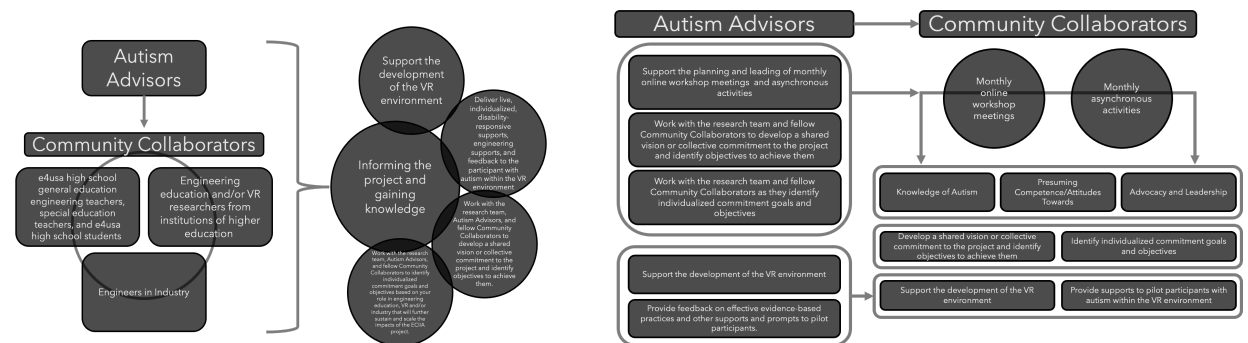 Autism
Advisors
Community Collaborators
e4usa high school
general education
engineering teachers,
special education
teachers, and e4usa
high school students
Engineering
education and/or VR
researchers from
institutions of higher
education
Engineers in Industry
Support the
development
of the VR
environment
Deliver live,
individualized,
disability-
responsive
supports,
engineering
supports, and
feedback to the
participant with
autism within the VR
environment
Informing the
project and
gaining
knowledge
Work with the
research team,
Autism Advisors, and
fellow Community
Collaborators to
develop a shared
vision or collective
commitment to the
project and identify
objectives to achieve
them.
Work with the research
team, Autism Advisors,
and fellow Community
Collaborators to identify
individualized
commitment goals and
objectives based on your
role in engineering
education, VR and/or
industry that will further
sustain and scale the
impacts of the ECIIA
project.
Autism Advisors
Support the planning and leading of monthly
online workshop meetings and asynchronous
activities
Work with the research team and fellow
Community Collaborators to develop a shared
vision or collective commitment to the project
and identify objectives to achieve them
Work with the research team and fellow
Community Collaborators as they identify
individualized commitment goals and
objectives
Support the development of the VR environment
Provide feedback on effective evidence-based
practices and other supports and prompts to pilot
participants.
Community Collaborators
Monthly
online
workshop
meetings
Monthly
asynchronous
activities
Knowledge of Autism
Presuming
Competence/Attitudes
Towards
Advocacy and Leadership
Develop a shared vision or collective
commitment to the project and identify
objectives to achieve them
Identify individualized commitment goals
and objectives
Support the development of the VR
environment
Provide supports to pilot participants with
autism within the VR environment